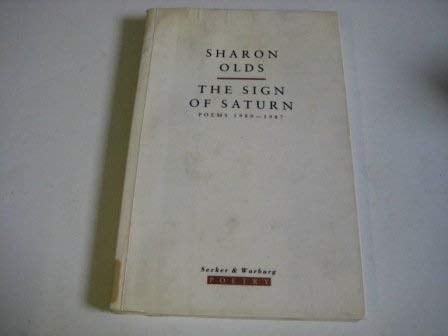 SHARON
OLDS
THE SIGN
OF SATURN
POEMS 1980–1987
Secker & Warburg
POETRY